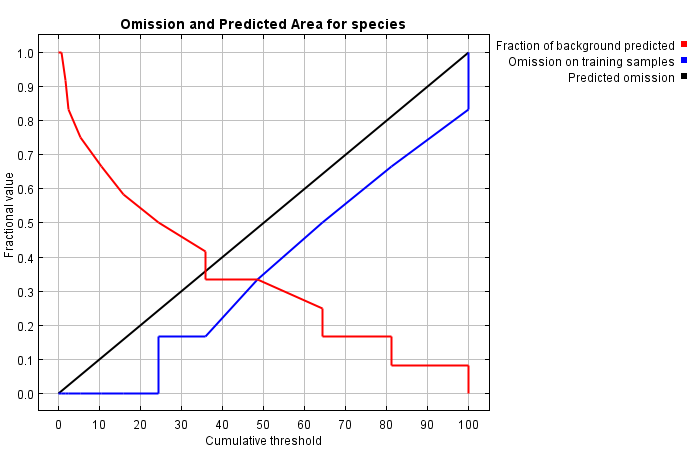 Omission and Predicted Area for species
Fraction of background predicted
Omission on training samples
Predicted omission
Fractional value
1.0
0.9
0.8
0.7
0.6
0.5
0.4
0.3
0.2
0.1
0.0
0 10 20 30 40 50 60 70 80 90 100
Cumulative threshold